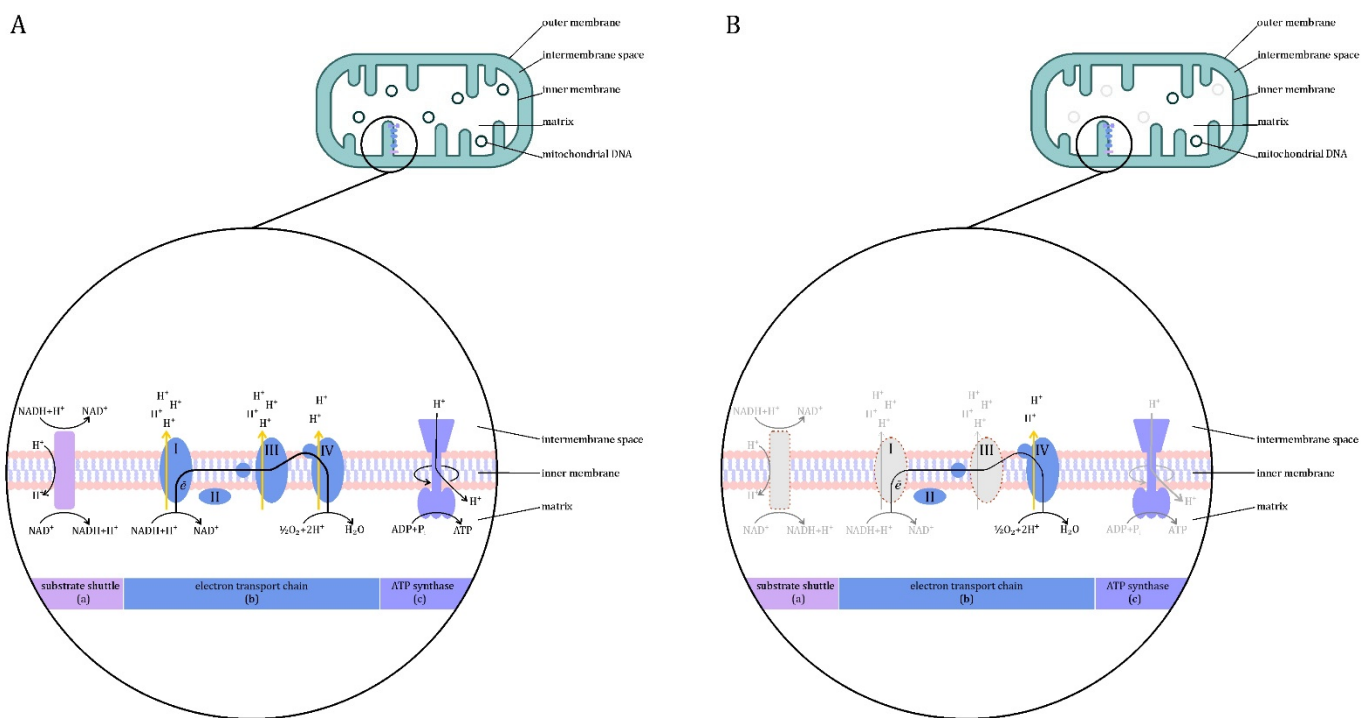 A
outer membrane
intermembrane space
inner membrane
matrix
mitochondrial DNA
H⁺
H⁺ H⁺
H⁺
H⁺
H⁺ H⁺
H⁺
H⁺
H⁺
H⁺
NADH+H⁺ NAD⁺
H⁺
I
III
IV
intermembrane space
H⁺
ē
II
inner membrane
H⁺
matrix
NAD⁺ NADH+H⁺
NADH+H⁺ NAD⁺
½O₂+2H⁺ H₂O
ADP+Pᵢ ATP
substrate shuttle
(a)
electron transport chain
(b)
ATP synthase
(c)
B
outer membrane
intermembrane space
inner membrane
matrix
mitochondrial DNA
H⁺
H⁺ H⁺
H⁺
H⁺
H⁺ H⁺
H⁺
H⁺
H⁺
H⁺
NADH+H⁺ NAD⁺
H⁺
I
III
IV
intermembrane space
H⁺
ē
II
inner membrane
H⁺
matrix
NAD⁺ NADH+H⁺
NADH+H⁺ NAD⁺
½O₂+2H⁺ H₂O
ADP+Pᵢ ATP
substrate shuttle
(a)
electron transport chain
(b)
ATP synthase
(c)